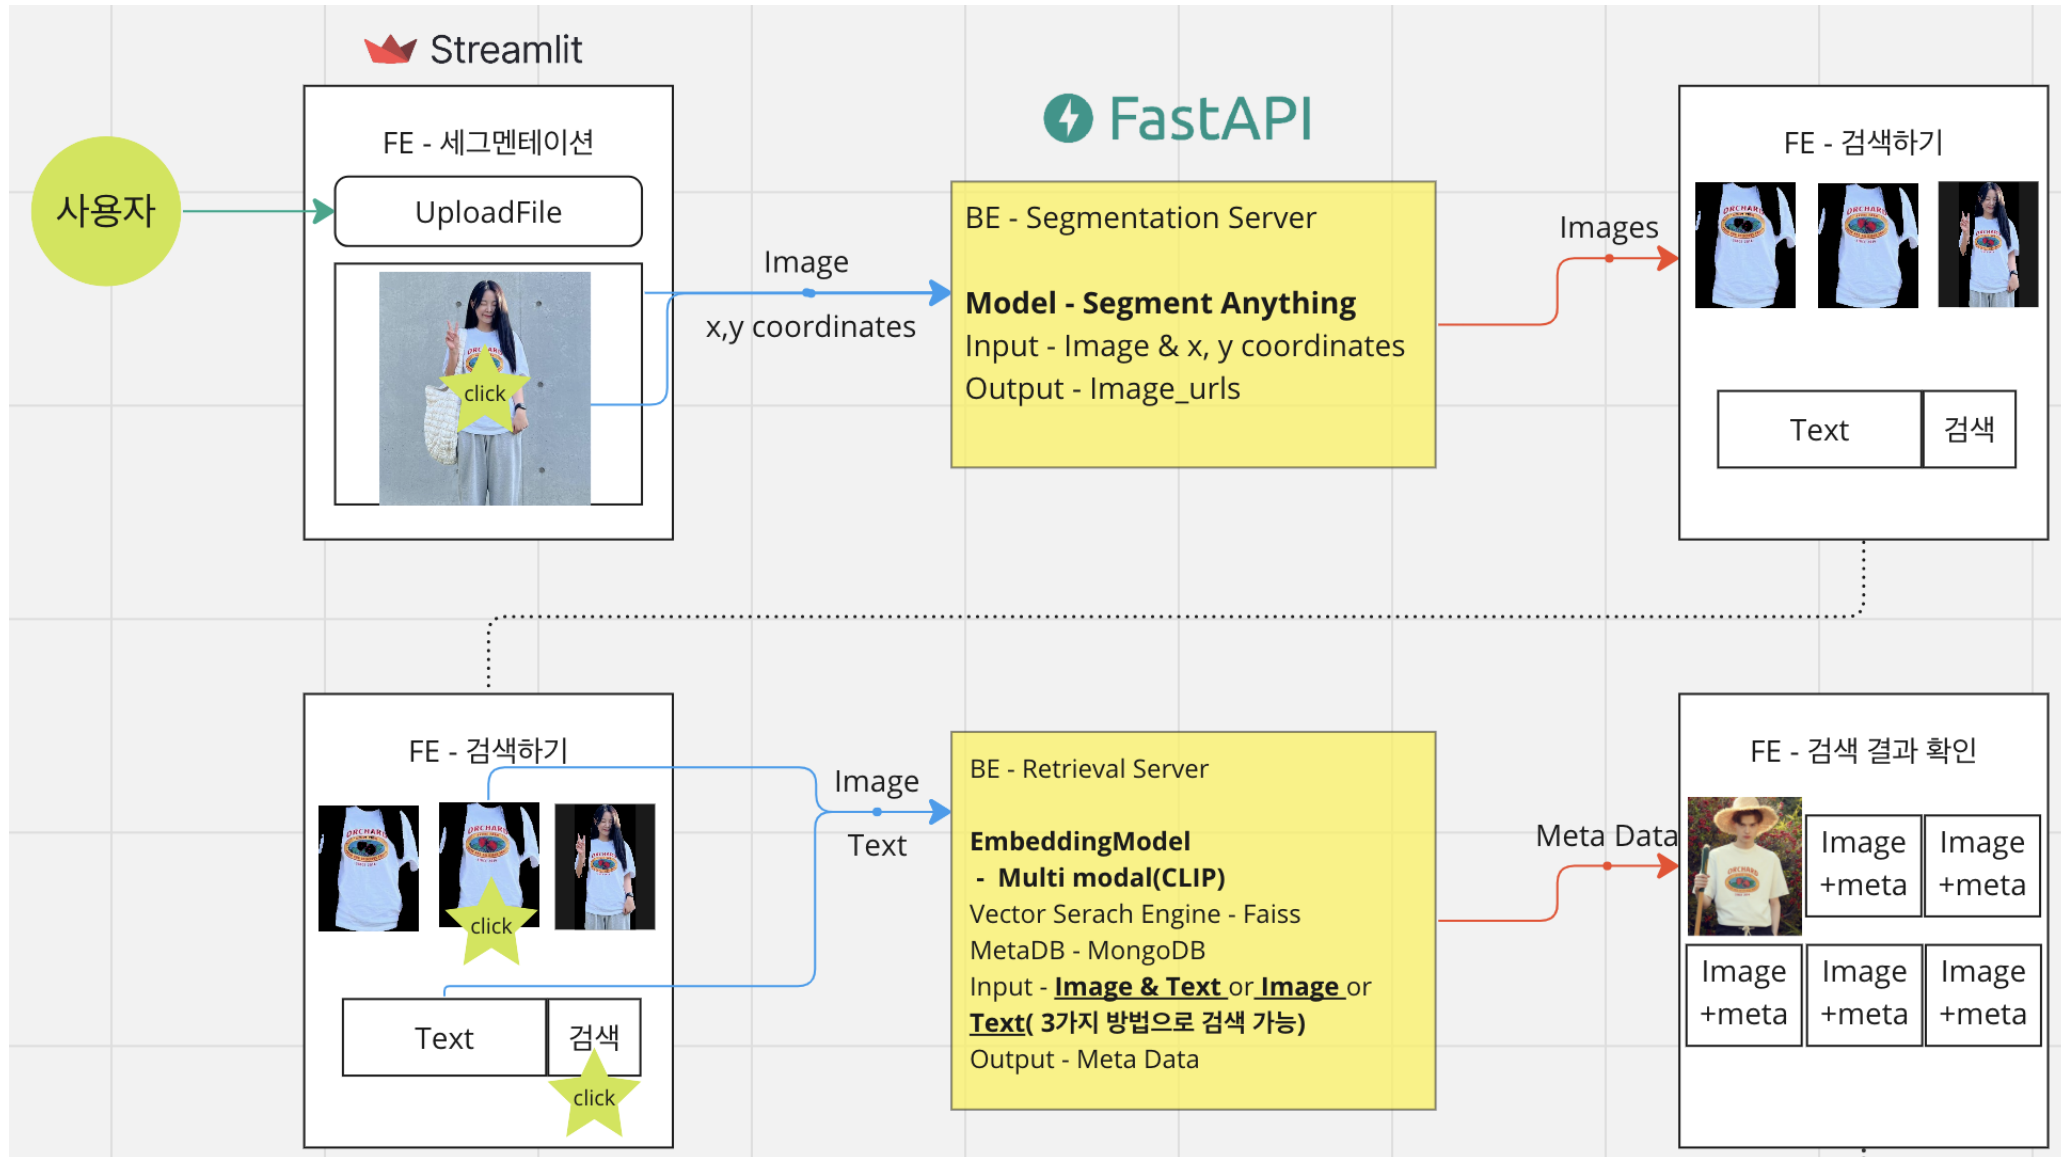 Streamlit
FastAPI
사용자
FE - 세그멘테이션
UploadFile
click
Image
x,y coordinates
BE - Segmentation Server
Model - Segment Anything
Input - Image & x, y coordinates
Output - Image_urls
Images
FE - 검색하기
ORCHARD
ORCHARD
Text
검색
FE - 검색하기
ORCHARD
ORCHARD
click
Text
검색
click
Image
Text
BE - Retrieval Server
EmbeddingModel
- Multi modal(CLIP)
Vector Serach Engine - Faiss
MetaDB - MongoDB
Input - Image & Text or Image or
Text( 3가지 방법으로 검색 가능)
Output - Meta Data
Meta Data
FE - 검색 결과 확인
ORCHARD
Image
+meta
Image
+meta
Image
+meta
Image
+meta
Image
+meta